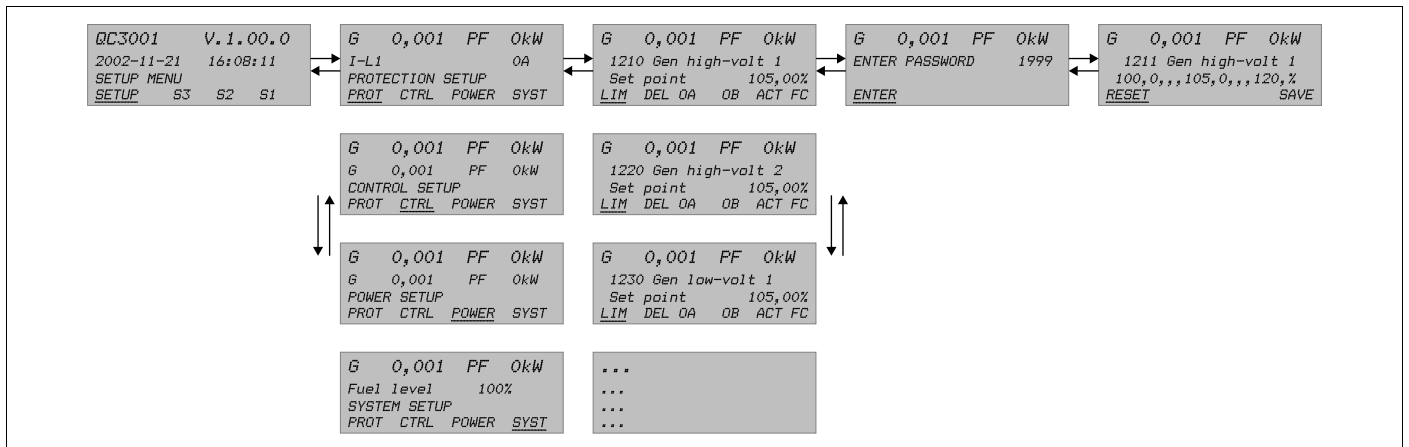 QC3001 V.1.00.0
2002-11-21 16:08:11
SETUP MENU
SETUP S3 S2 S1
G 0,001 PF 0kW
I-L1 0A
PROTECTION SETUP
PROT CTRL POWER SYST
G 0,001 PF 0kW
1210 Gen high-volt 1
Set point 105,00%
LIM DEL OA OB ACT FC
G 0,001 PF 0kW
ENTER PASSWORD 1999
ENTER
G 0,001 PF 0kW
1211 Gen high-volt 1
100,0,,,105,0,,,120,%
RESET SAVE
G 0,001 PF 0kW
G 0,001 PF 0kW
CONTROL SETUP
PROT CTRL POWER SYST
G 0,001 PF 0kW
1220 Gen high-volt 2
Set point 105,00%
LIM DEL OA OB ACT FC
G 0,001 PF 0kW
G 0,001 PF 0kW
POWER SETUP
PROT CTRL POWER SYST
G 0,001 PF 0kW
1230 Gen low-volt 1
Set point 105,00%
LIM DEL OA OB ACT FC
G 0,001 PF 0kW
Fuel level 100%
SYSTEM SETUP
PROT CTRL POWER SYST
...
...
...
...